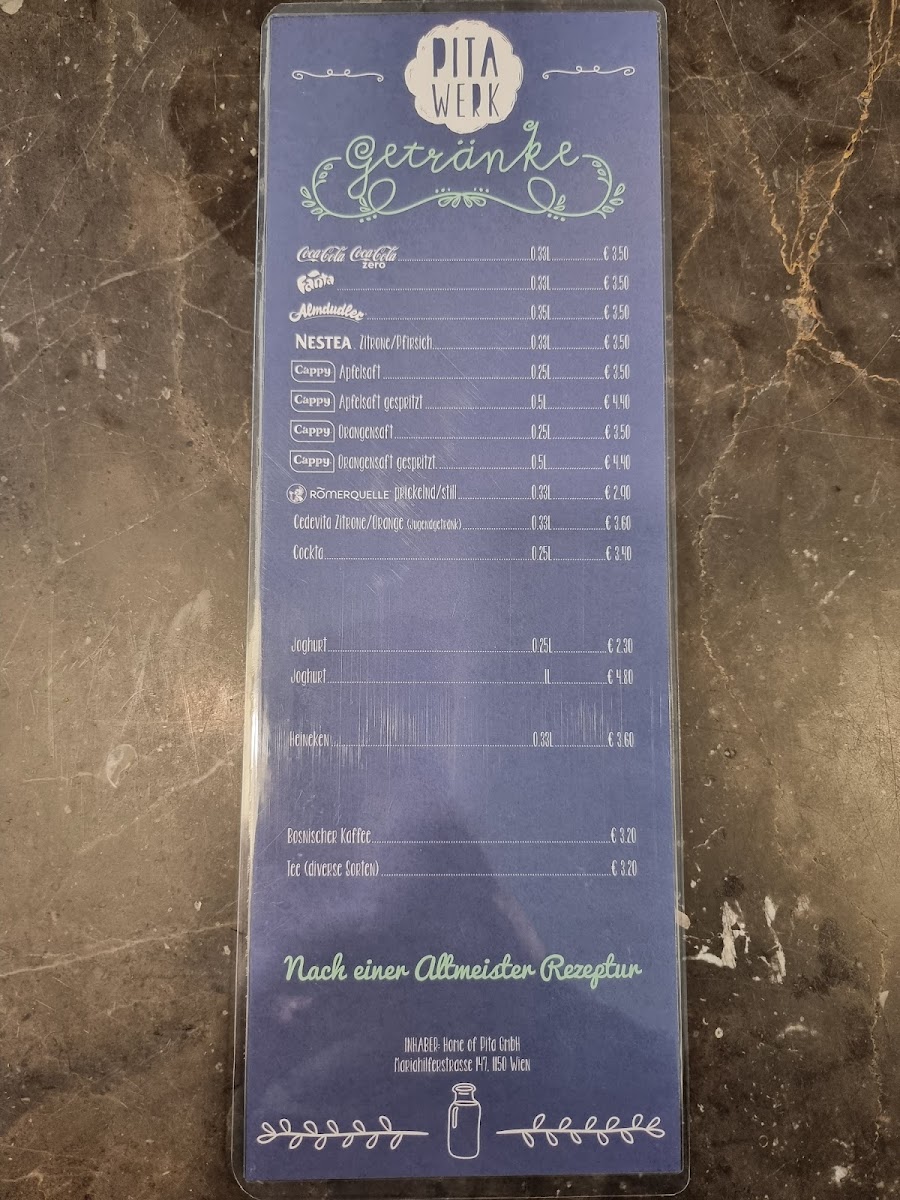 PITA
WERK
Getränke
Coca-Cola Coca-Cola zero 0.33L € 3.50
Fanta 0.33L € 3.50
Almdudler 0.35L € 3.50
NESTEA Zitrone/Pfirsich 0.33L € 3.50
Cappy Apfelsaft 0.25L € 3.50
Cappy Apfelsaft gespritzt 0.5L € 4.40
Cappy Orangensaft 0.25L € 3.50
Cappy Orangensaft gespritzt 0.5L € 4.40
RÖMERQUELLE prickelnd/still 0.33L € 2.90
Cedevita Zitrone/Orange (Jugendgetränk) 0.33L € 3.60
Cockta 0.25L € 3.40
Joghurt 0.25L € 2.30
Joghurt 1L € 4.80
Heineken 0.33L € 3.60
Bosnischer Kaffee € 3.20
Tee (diverse Sorten) € 3.20
Nach einer Altmeister Rezeptur
INHABER: Home of Pita GmbH
Mariahilferstrasse 147, 1150 Wien